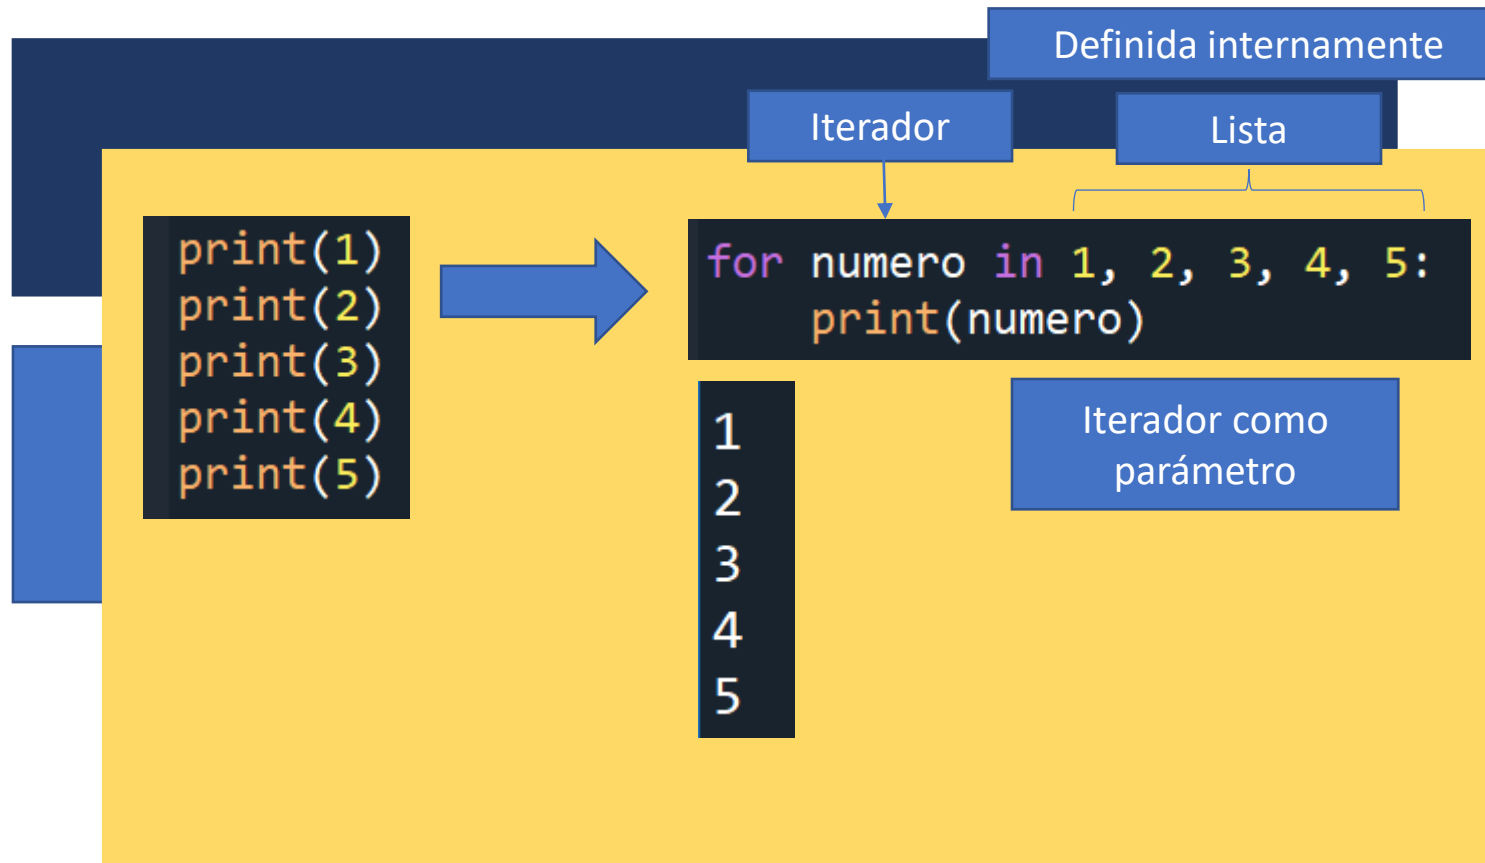 Definida internamente
Iterador
Lista
print(1)
print(2)
print(3)
print(4)
print(5)
for numero in 1, 2, 3, 4, 5:
    print(numero)
1
2
3
4
5
Iterador como
parámetro